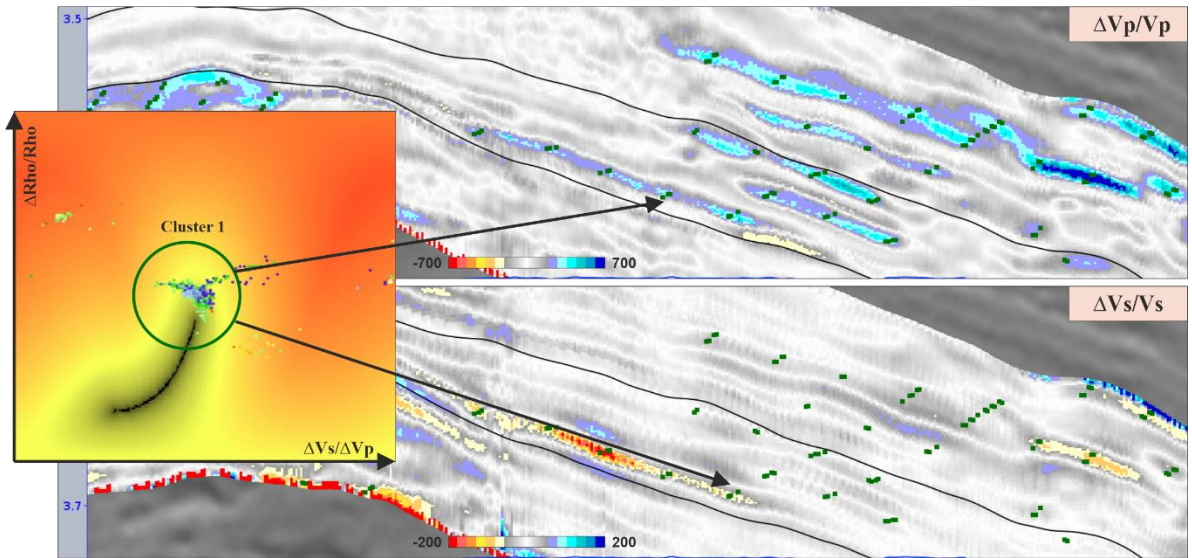 3.5
ΔVp/Vp
ΔRho/Rho
Cluster 1
-700
700
ΔVs/Vs
ΔVs/ΔVp
3.7
-200
200